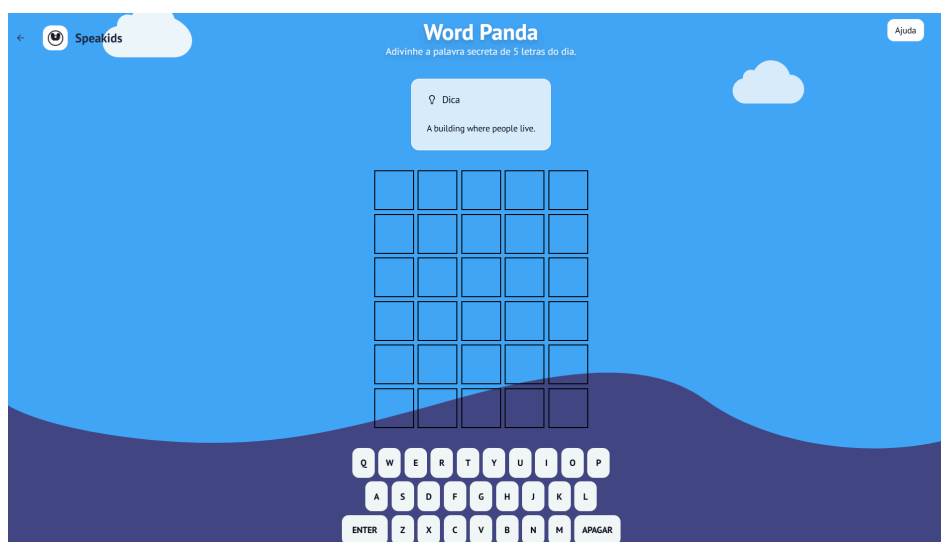 ←
Speakids
Word Panda
Adivinhe a palavra secreta de 5 letras do dia.
Ajuda
Dica
A building where people live.
Q W E R T Y U I O P
A S D F G H J K L
ENTER Z X C V B N M APAGAR